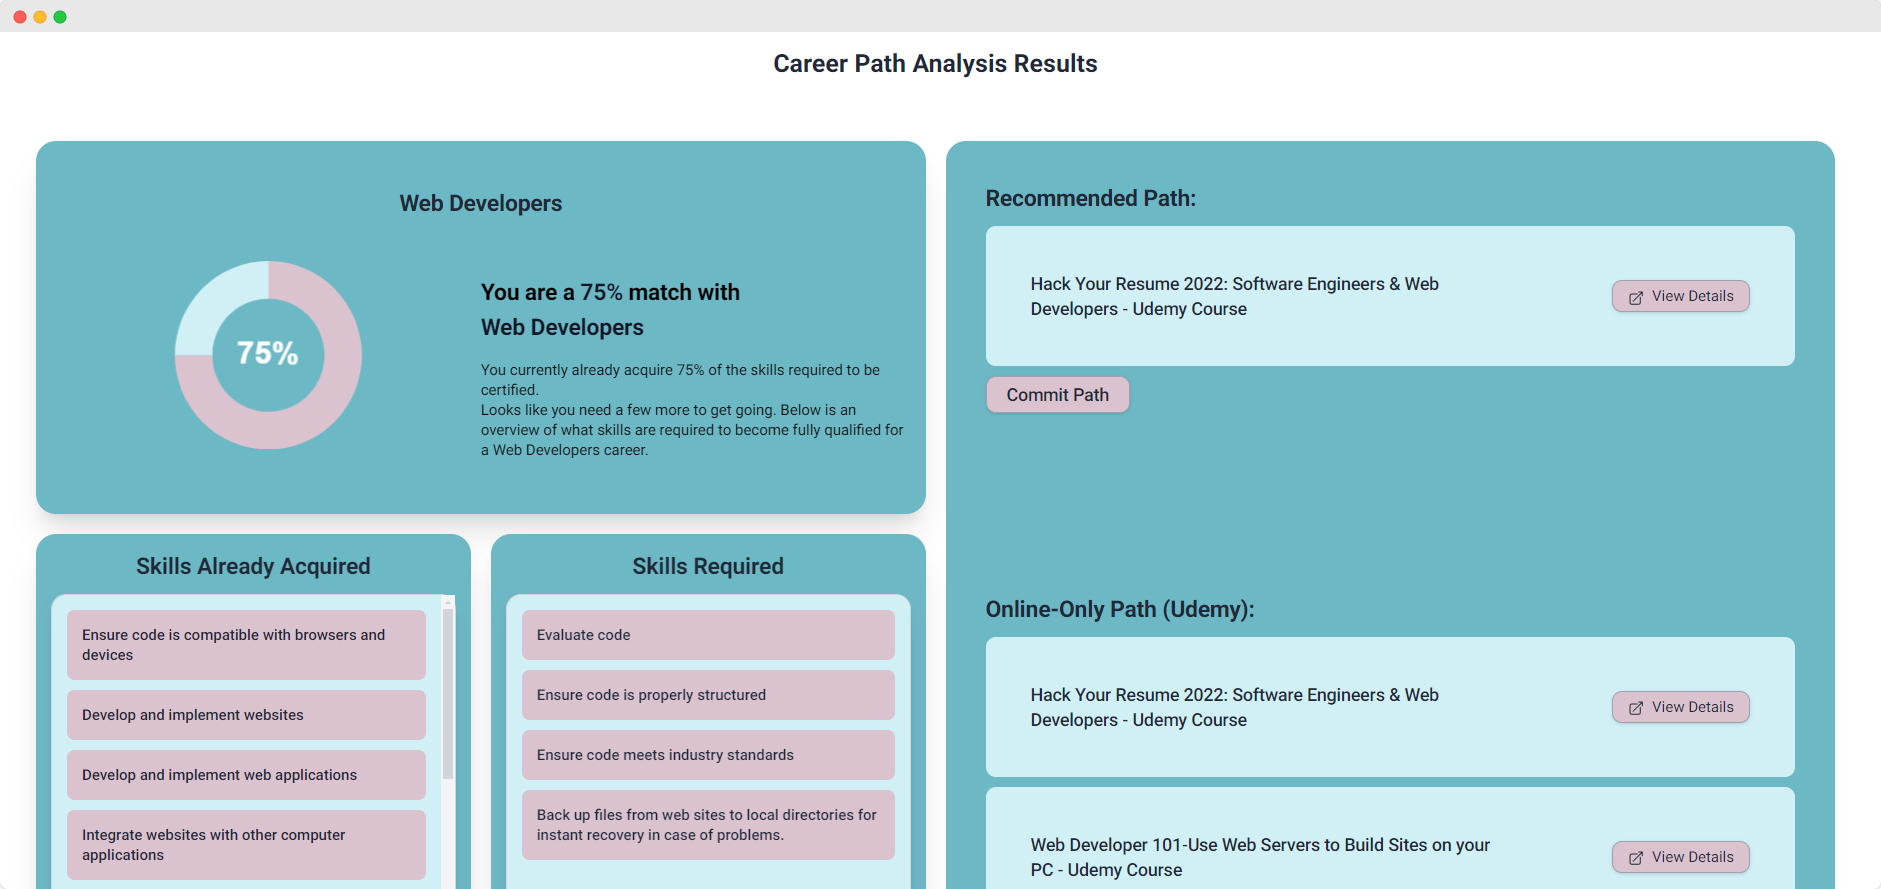 Career Path Analysis Results
Web Developers
75%
You are a 75% match with
Web Developers
You currently already acquire 75% of the skills required to be
certified.
Looks like you need a few more to get going. Below is an
overview of what skills are required to become fully qualified for
a Web Developers career.
Skills Already Acquired
Ensure code is compatible with browsers and
devices
Develop and implement websites
Develop and implement web applications
Integrate websites with other computer
applications
Skills Required
Evaluate code
Ensure code is properly structured
Ensure code meets industry standards
Back up files from web sites to local directories for
instant recovery in case of problems.
Recommended Path:
Hack Your Resume 2022: Software Engineers & Web
Developers - Udemy Course
View Details
Commit Path
Online-Only Path (Udemy):
Hack Your Resume 2022: Software Engineers & Web
Developers - Udemy Course
View Details
Web Developer 101-Use Web Servers to Build Sites on your
PC - Udemy Course
View Details